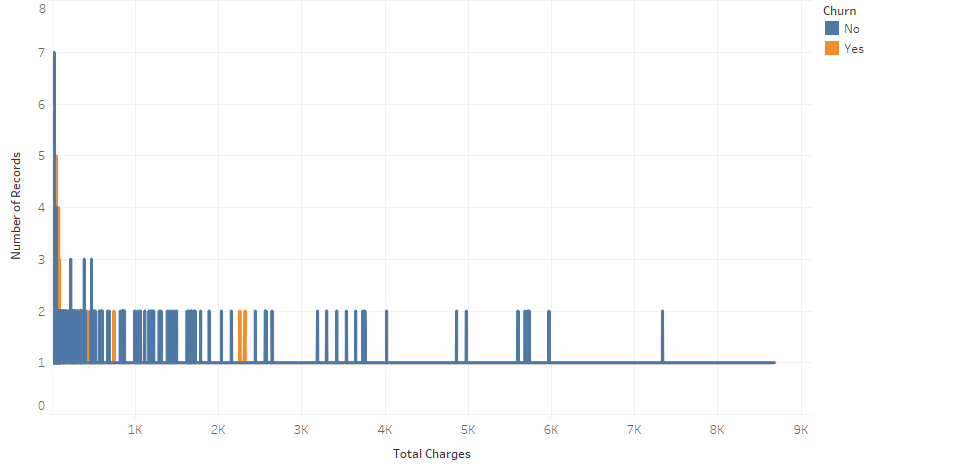 Churn
No
Yes
Number of Records
8
7
6
5
4
3
2
1
0
1K 2K 3K 4K 5K 6K 7K 8K 9K
Total Charges